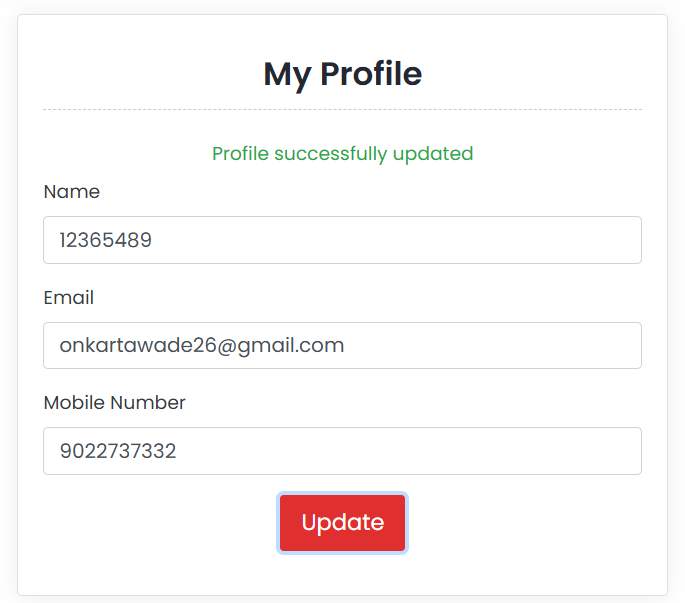 My Profile
Profile successfully updated
Name
12365489
Email
onkartawade26@gmail.com
Mobile Number
9022737332
Update